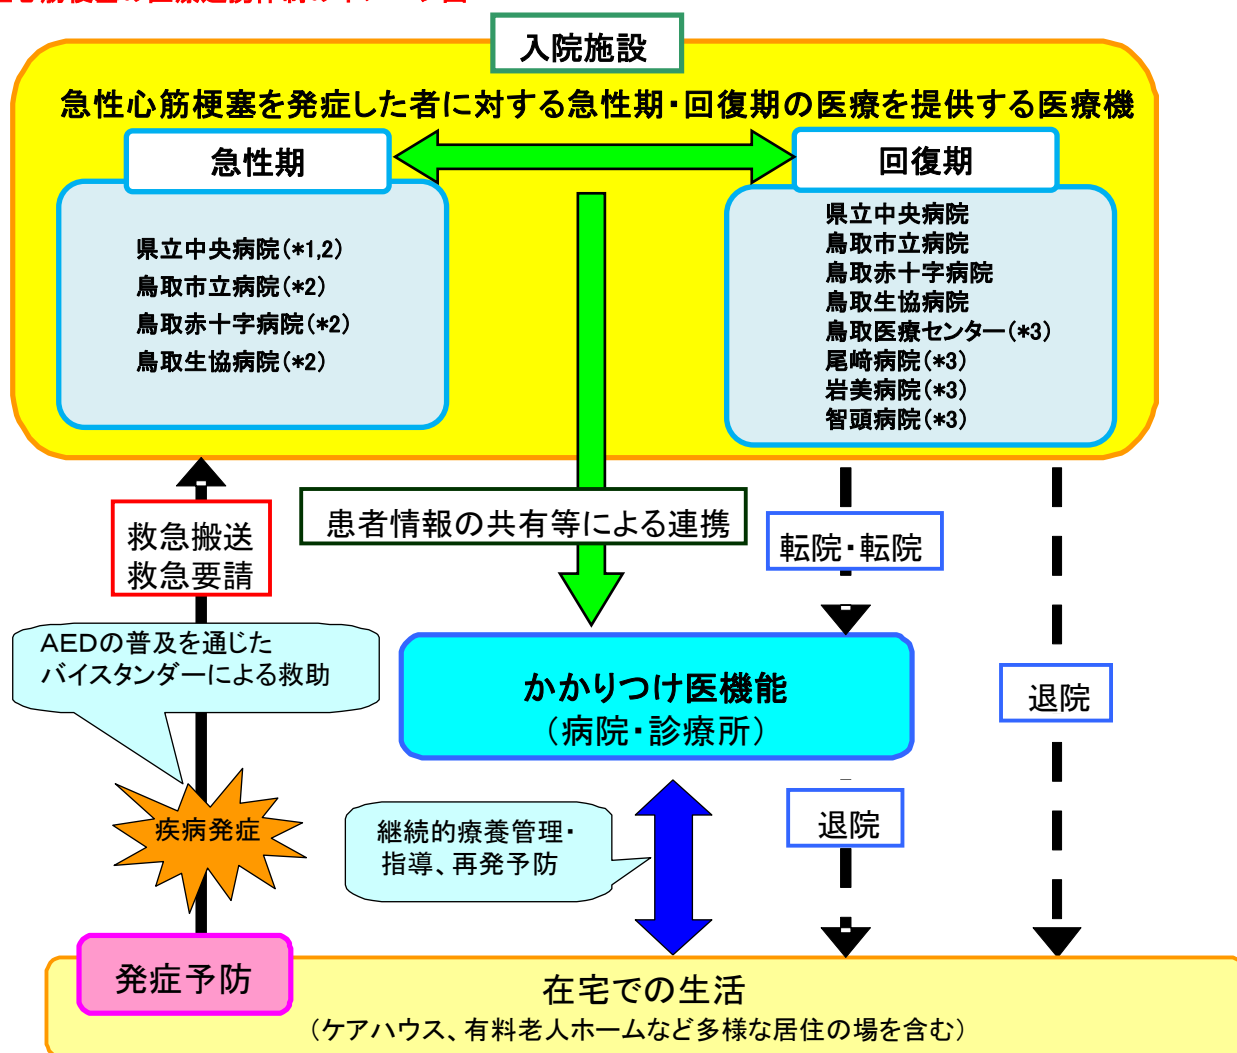 入院施設
急性心筋梗塞を発症した者に対する急性期・回復期の医療を提供する医療機
急性期
回復期
県立中央病院(*1,2)
鳥取市立病院(*2)
鳥取赤十字病院(*2)
鳥取生協病院(*2)
県立中央病院
鳥取市立病院
鳥取赤十字病院
鳥取生協病院
鳥取医療センター(*3)
尾﨑病院(*3)
岩美病院(*3)
智頭病院(*3)
救急搬送
救急要請
患者情報の共有等による連携
転院・転院
AEDの普及を通じた
バイスタンダーによる救助
かかりつけ医機能
(病院・診療所)
退院
疾病発症
継続的療養管理・
指導、再発予防
退院
発症予防
在宅での生活
(ケアハウス、有料老人ホームなど多様な居住の場を含む)